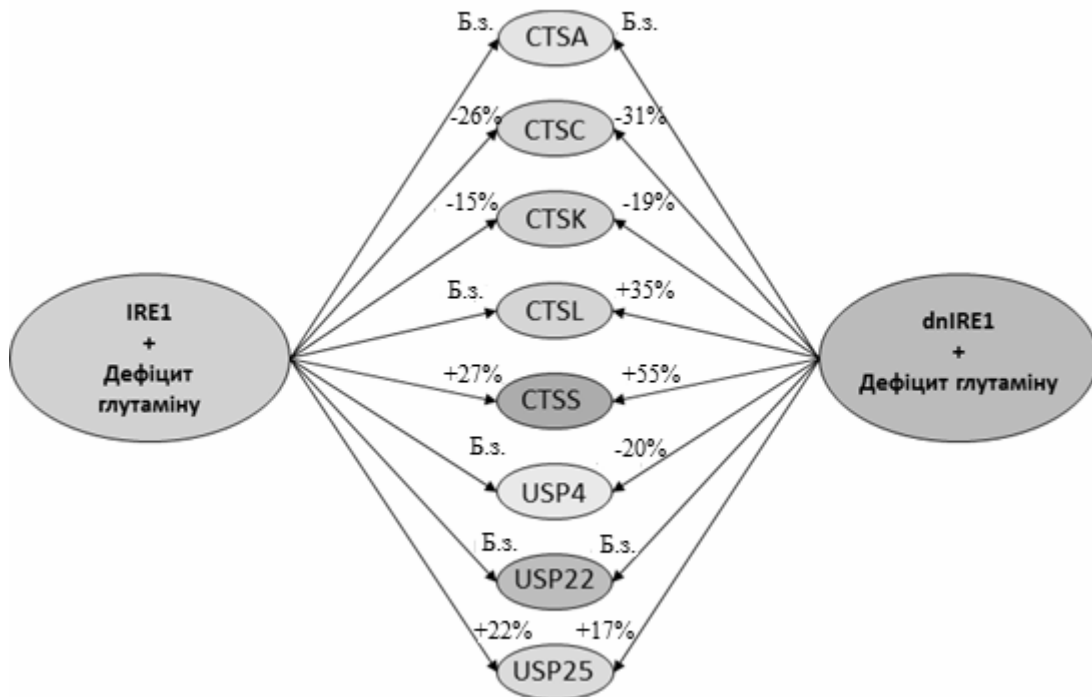 Б.з. CTSA Б.з.
-26% CTSC -31%
-15% CTSK -19%
Б.з. CTSL +35%
IRE1
+
Дефіцит
глутаміну
dnIRE1
+
Дефіцит глутаміну
+27% CTSS +55%
Б.з. USP4 -20%
Б.з. USP22 Б.з.
+22% USP25 +17%